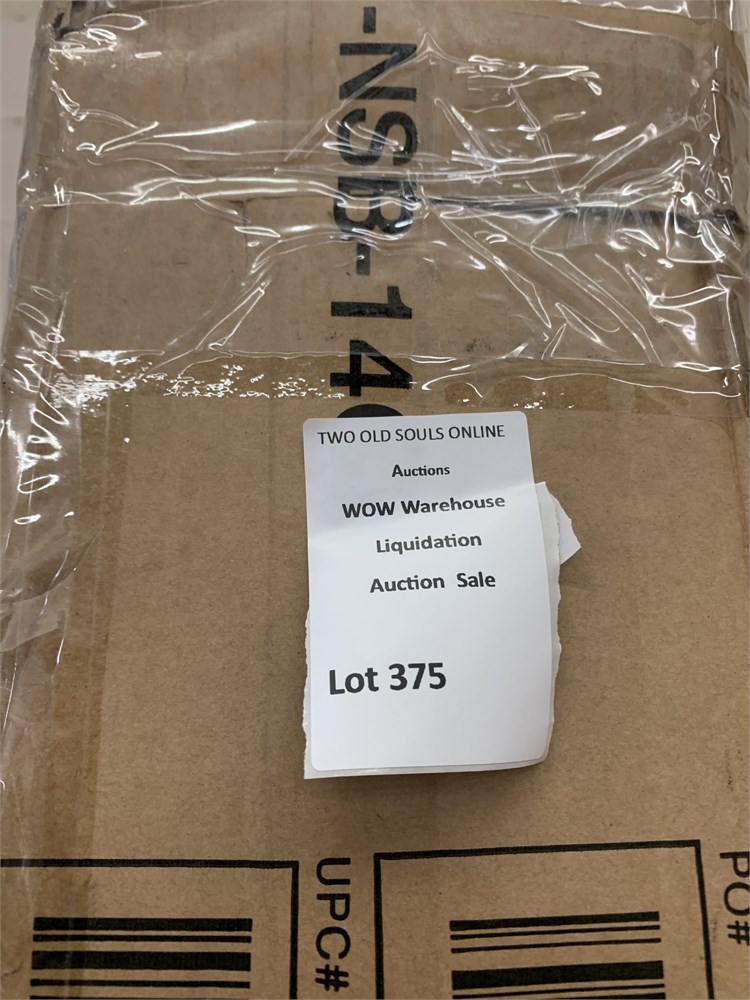 -NSB-14
TWO OLD SOULS ONLINE
Auctions
WOW Warehouse
Liquidation
Auction Sale
Lot 375
UPC#
PO#